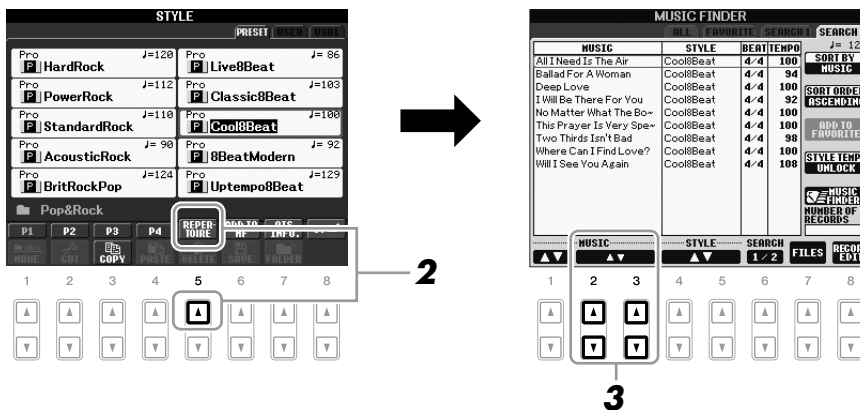 STYLE
PRESET USER USB1
Pro ♩=120 Pro ♩= 86
P HardRock P Live8Beat
Pro ♩=112 Pro ♩=103
P PowerRock P Classic8Beat
Pro ♩=110 Pro ♩=100
P StandardRock P Cool8Beat
Pro ♩= 90 Pro ♩= 92
P AcousticRock P 8BeatModern
Pro ♩=124 Pro ♩=129
P BritRockPop P Uptempo8Beat
Pop&Rock
P1 P2 P3 P4 REPER-TOIRE ADD TO MF OTS INFO.
NAME CUT COPY PASTE DELETE SAVE FOLDER
1 2 3 4 5 6 7 8
2
MUSIC FINDER
ALL FAVORITE SEARCH 1 SEARCH
♩= 12
MUSIC STYLE BEAT TEMPO
All I Need Is The Air Cool8Beat 4/4 100
Ballad For A Woman Cool8Beat 4/4 94
Deep Love Cool8Beat 4/4 100
I Will Be There For You Cool8Beat 4/4 92
No Matter What The Bo~ Cool8Beat 4/4 100
This Prayer Is Very Spe~ Cool8Beat 4/4 100
Two Thirds Isn't Bad Cool8Beat 4/4 98
Where Can I Find Love? Cool8Beat 4/4 100
Will I See You Again Cool8Beat 4/4 108
SORT BY
MUSIC
SORT ORDE
ASCENDING
ADD TO
FAVORITE
STYLE TEMP
UNLOCK
MUSIC
FINDER
NUMBER OF
RECORDS
MUSIC STYLE SEARCH
1 / 2 FILES RECOR
EDIT
1 2 3 4 5 6 7 8
3